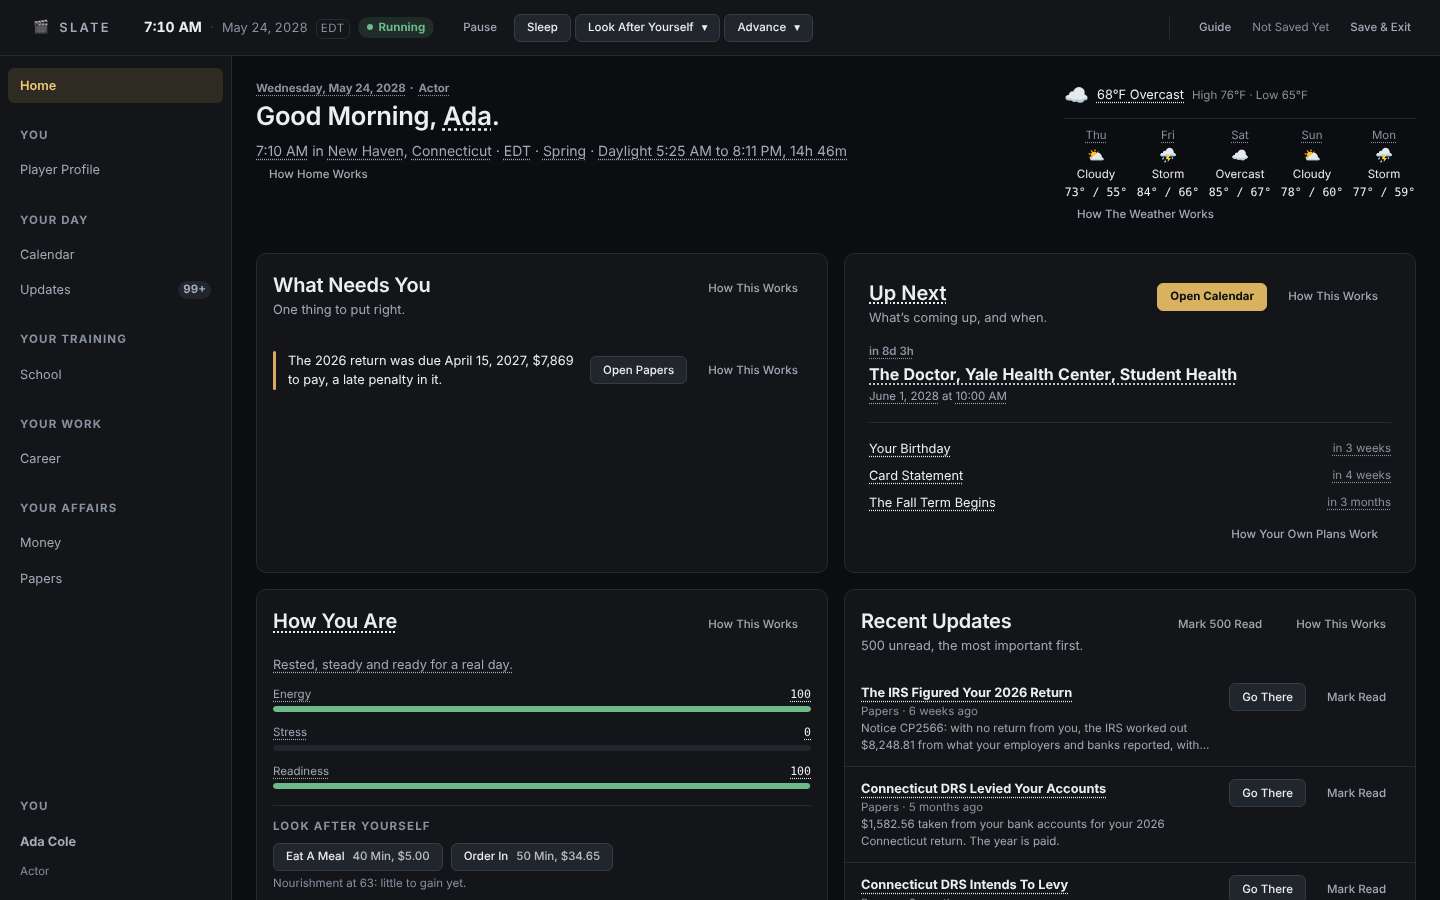 SLATE
7:10 AM · May 24, 2028 EDT Running
Pause
Sleep
Look After Yourself ▾
Advance ▾
Guide
Not Saved Yet
Save & Exit
Home
YOU
Player Profile
YOUR DAY
Calendar
Updates 99+
YOUR TRAINING
School
YOUR WORK
Career
YOUR AFFAIRS
Money
Papers
YOU
Ada Cole
Actor
Wednesday, May 24, 2028 · Actor
Good Morning, Ada.
7:10 AM in New Haven, Connecticut · EDT · Spring · Daylight 5:25 AM to 8:11 PM, 14h 46m
How Home Works
68°F Overcast High 76°F · Low 65°F
Thu Fri Sat Sun Mon
Cloudy Storm Overcast Cloudy Storm
73° / 55° 84° / 66° 85° / 67° 78° / 60° 77° / 59°
How The Weather Works
What Needs You
How This Works
One thing to put right.
The 2026 return was due April 15, 2027, $7,869
to pay, a late penalty in it.
Open Papers
How This Works
Up Next
Open Calendar
How This Works
What's coming up, and when.
in 8d 3h
The Doctor, Yale Health Center, Student Health
June 1, 2028 at 10:00 AM
Your Birthday in 3 weeks
Card Statement in 4 weeks
The Fall Term Begins in 3 months
How Your Own Plans Work
How You Are
How This Works
Rested, steady and ready for a real day.
Energy 100
Stress 0
Readiness 100
LOOK AFTER YOURSELF
Eat A Meal 40 Min, $5.00
Order In 50 Min, $34.65
Nourishment at 63: little to gain yet.
Recent Updates
Mark 500 Read
How This Works
500 unread, the most important first.
The IRS Figured Your 2026 Return
Go There
Mark Read
Papers · 6 weeks ago
Notice CP2566: with no return from you, the IRS worked out
$8,248.81 from what your employers and banks reported, with...
Connecticut DRS Levied Your Accounts
Go There
Mark Read
Papers · 5 months ago
$1,582.56 taken from your bank accounts for your 2026
Connecticut return. The year is paid.
Connecticut DRS Intends To Levy
Go There
Mark Read